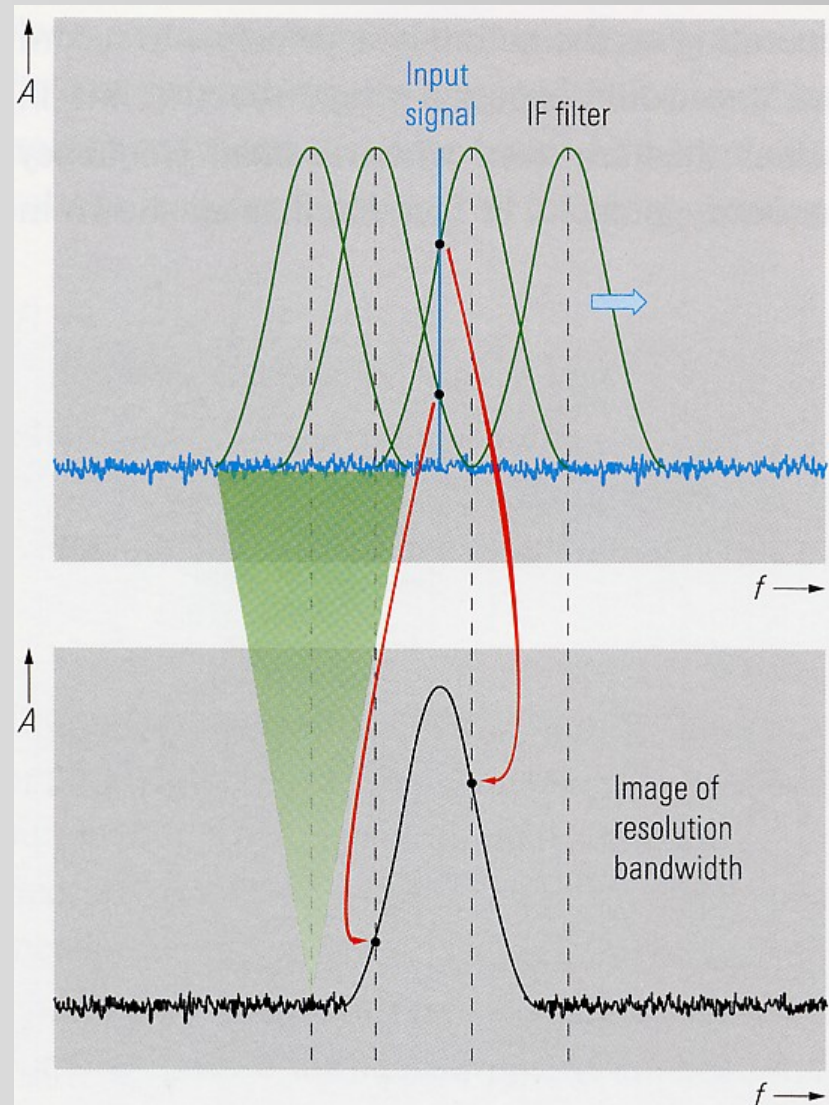 A
Input
signal
IF filter
f
A
Image of
resolution
bandwidth
f